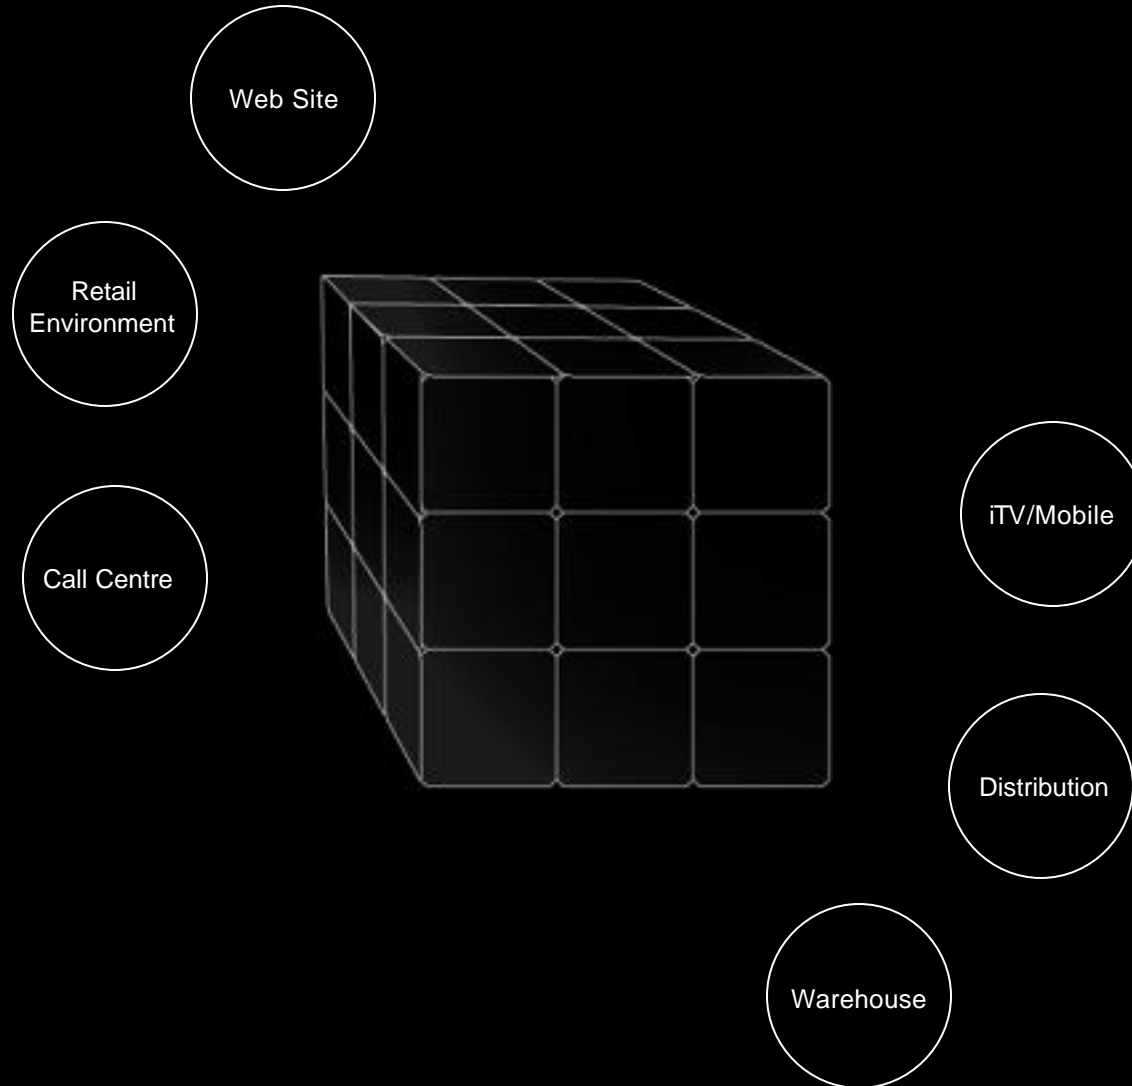 Web Site
Retail
Environment
Call Centre
iTV/Mobile
Distribution
Warehouse